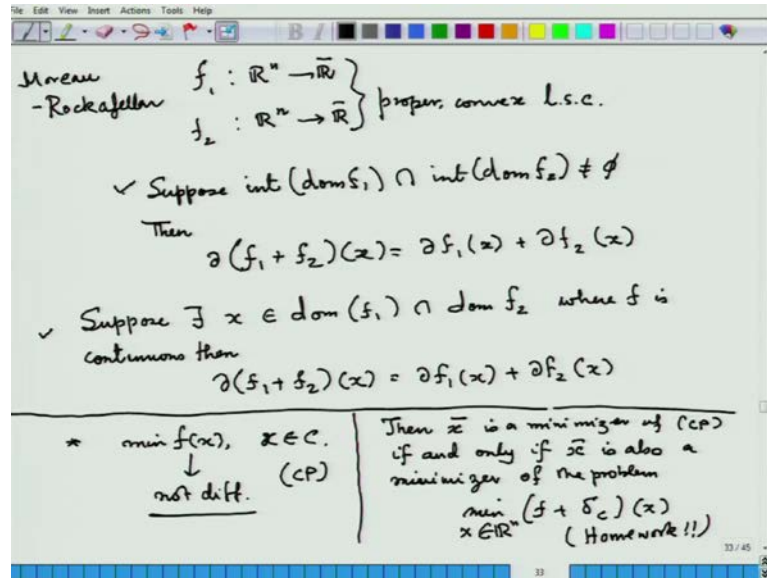 File Edit View Insert Actions Tools Help
B I
Moreau
- Rockafellar
f₁ : ℝⁿ → ℝ̄
f₂ : ℝⁿ → ℝ̄
} proper, convex l.s.c.
✓ Suppose int (dom f₁) ∩ int (dom f₂) ≠ ∅
Then
∂(f₁ + f₂)(x) = ∂f₁(x) + ∂f₂(x)
✓ Suppose ∃ x ∈ dom (f₁) ∩ dom f₂ where f is
continuous then
∂(f₁ + f₂)(x) = ∂f₁(x) + ∂f₂(x)
* min f(x), x ∈ C.
↓ (CP)
not diff.
Then x̄ is a minimizer of (CP)
if and only if x̄ is also a
minimizer of the problem
min (f + δ_C)(x)
x ∈ ℝⁿ (Homework!!)
33 / 45
33